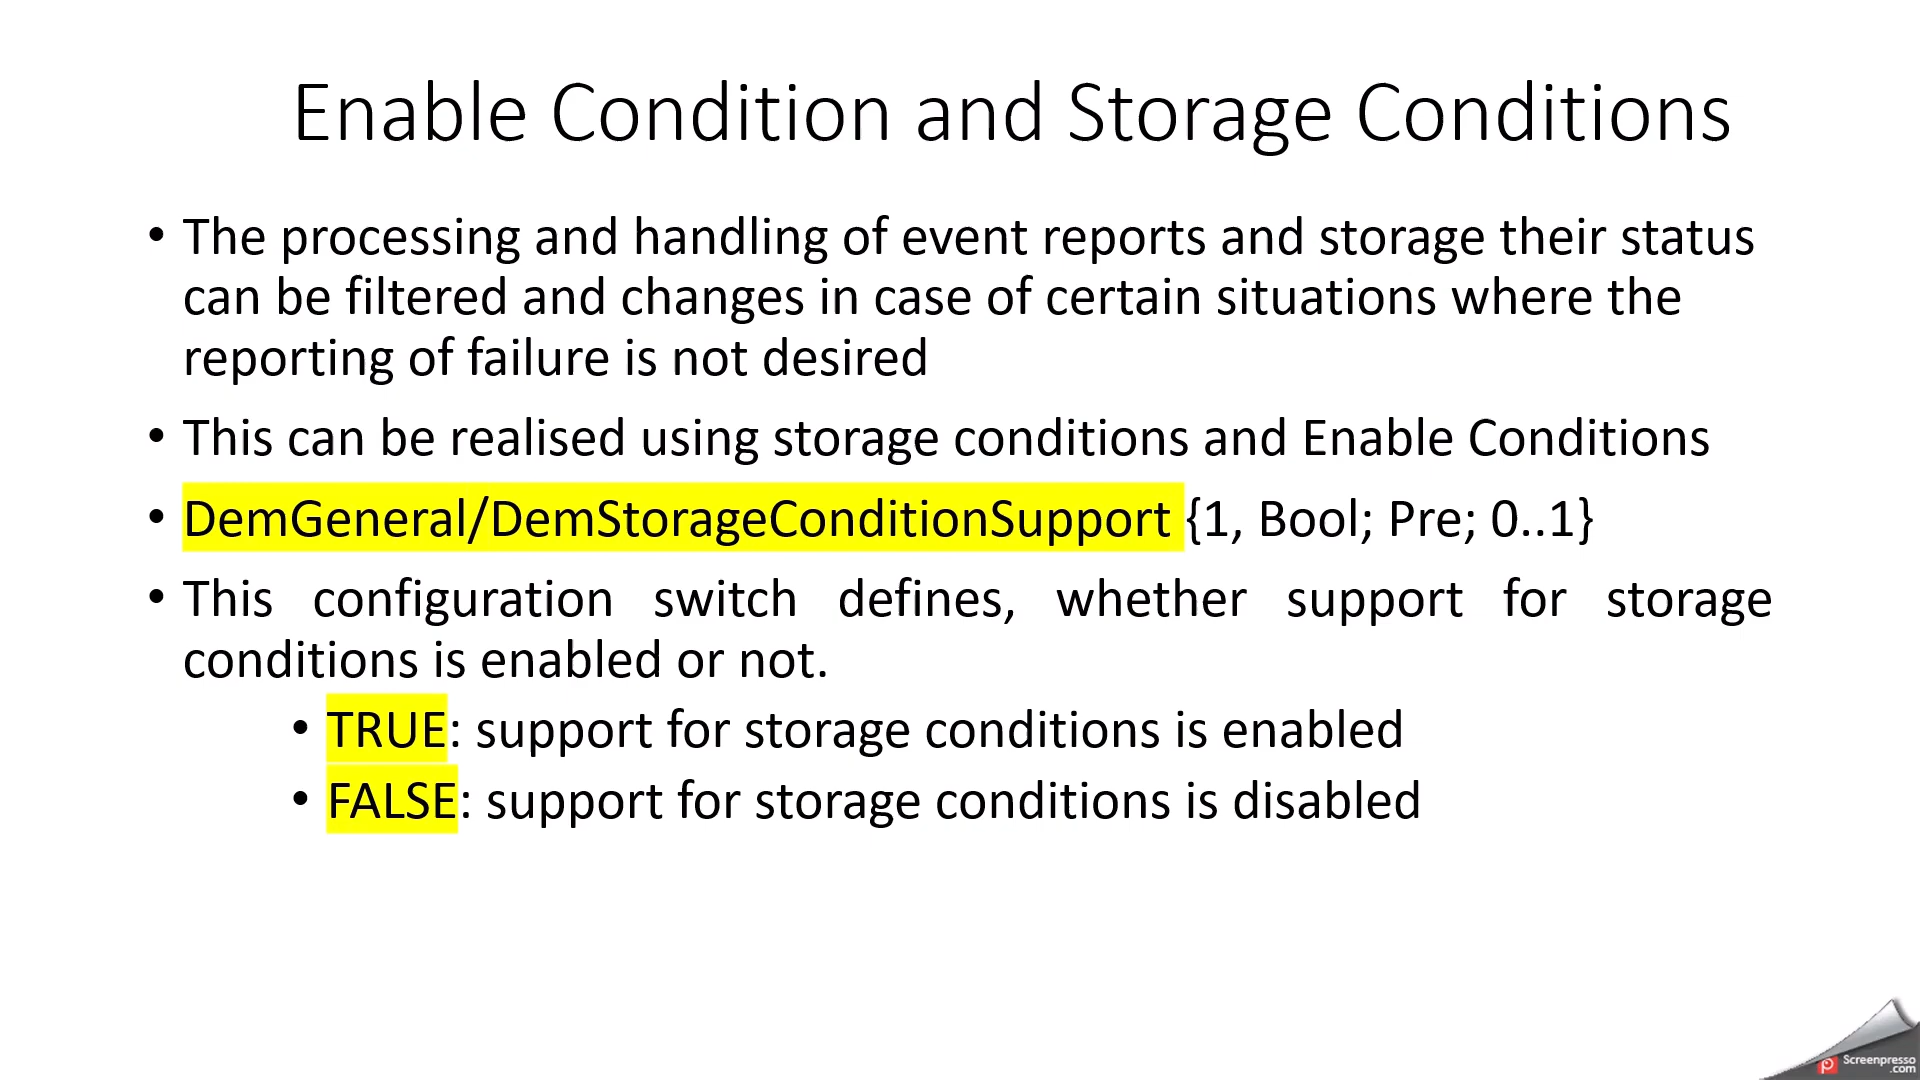 Enable Condition and Storage Conditions
• The processing and handling of event reports and storage their status
can be filtered and changes in case of certain situations where the
reporting of failure is not desired
• This can be realised using storage conditions and Enable Conditions
• DemGeneral/DemStorageConditionSupport {1, Bool; Pre; 0..1}
• This configuration switch defines, whether support for storage
conditions is enabled or not.
• TRUE: support for storage conditions is enabled
• FALSE: support for storage conditions is disabled
Screenpresso
.com